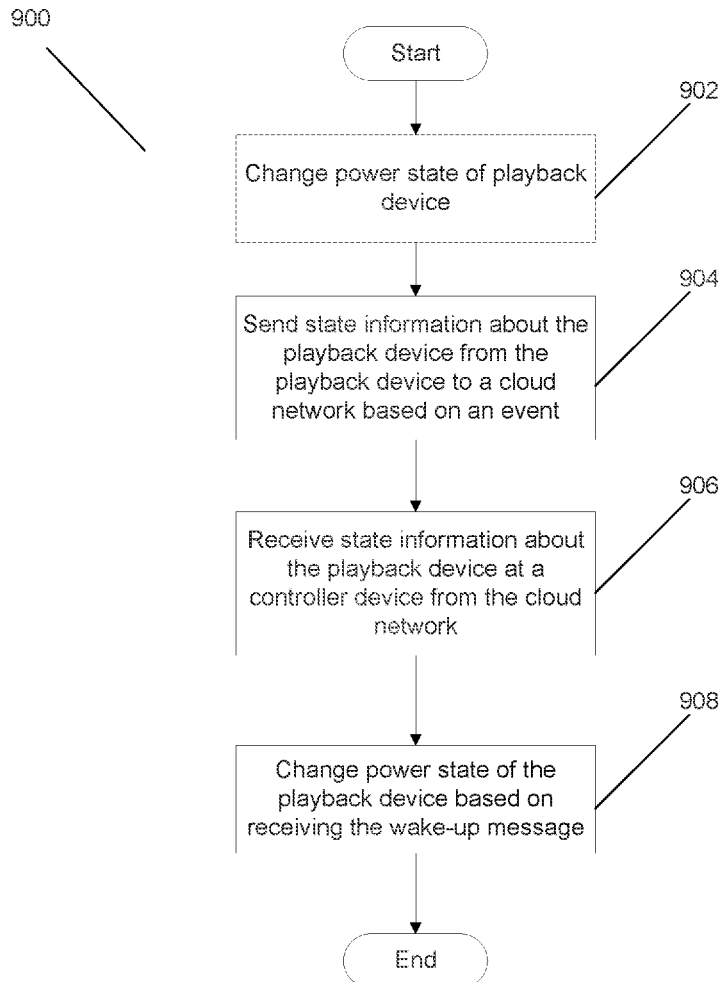 900
Start
902
Change power state of playback
device
904
Send state information about the
playback device from the
playback device to a cloud
network based on an event
906
Receive state information about
the playback device at a
controller device from the cloud
network
908
Change power state of the
playback device based on
receiving the wake-up message
End